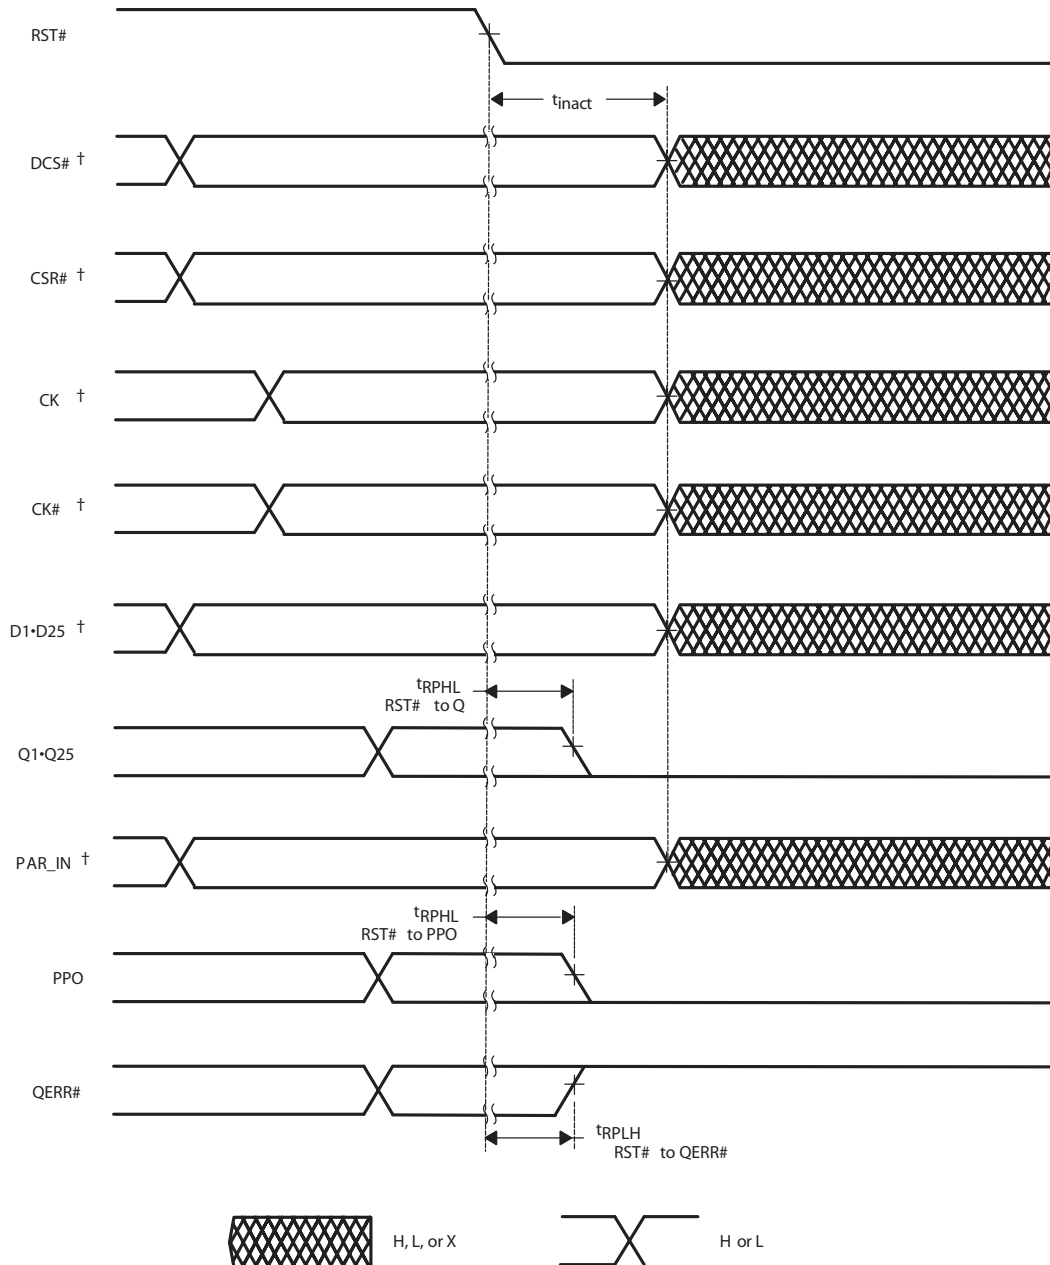 RST#
tinact
DCS# †
CSR# †
CK †
CK# †
D1•D25 †
tRPHL
RST# to Q
Q1•Q25
PAR_IN †
tRPHL
RST# to PPO
PPO
QERR#
tRPLH
RST# to QERR#
H, L, or X
H or L